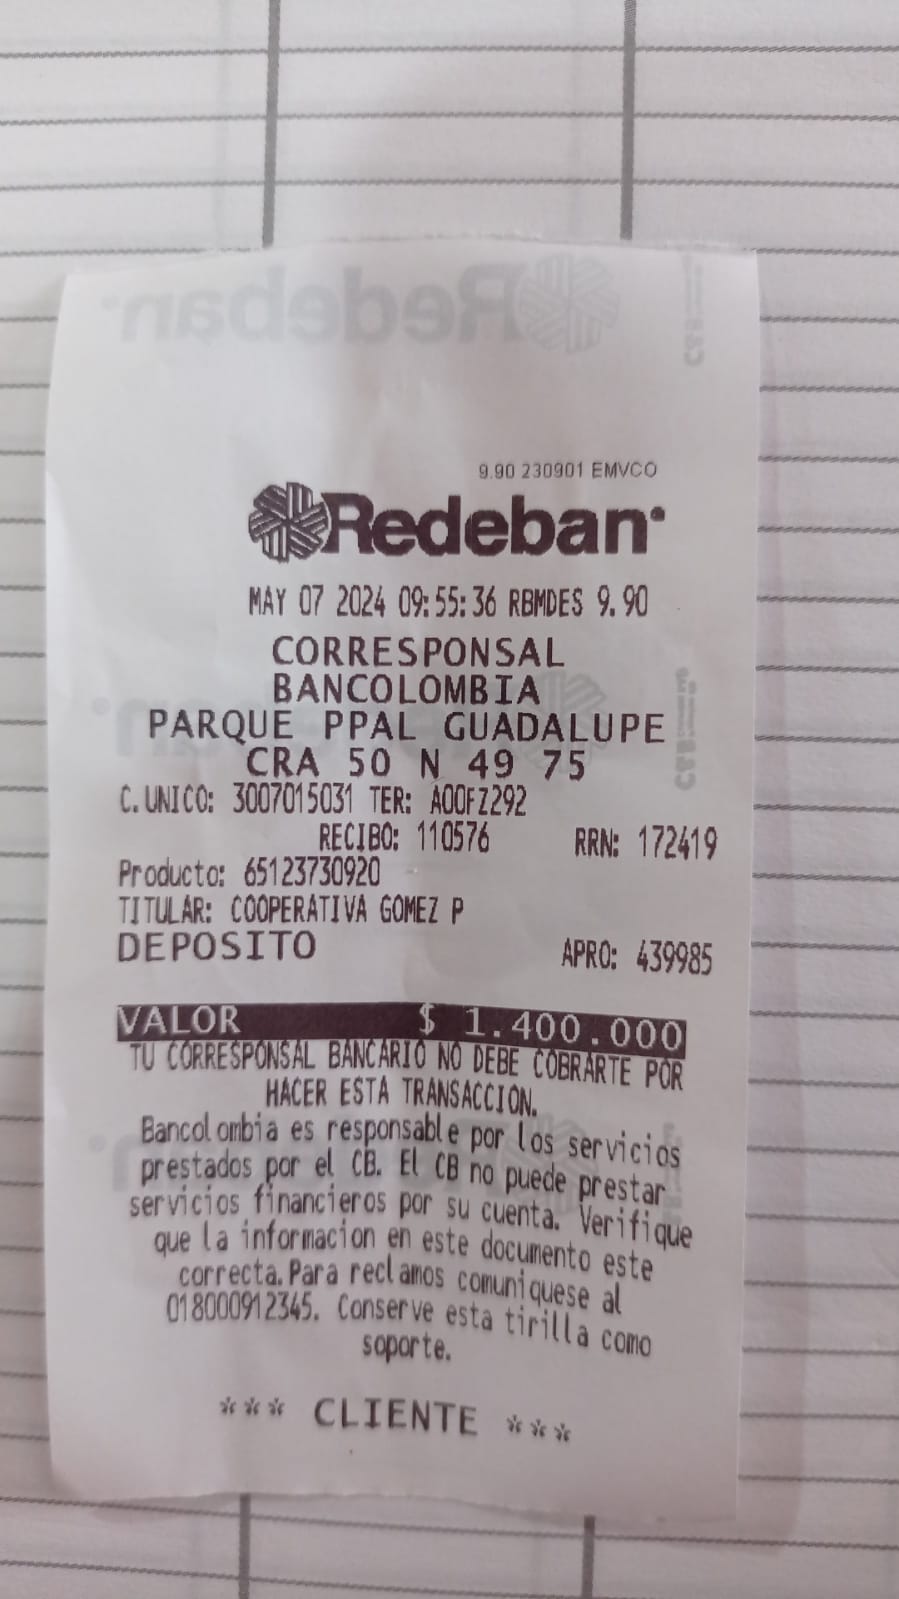 Redeban
9.90 230901 EMVCO
Redeban
MAY 07 2024 09:55:36 RBMDES 9.90
CORRESPONSAL
BANCOLOMBIA
PARQUE PPAL GUADALUPE
CRA 50 N 49 75
C.UNICO: 3007015031 TER: A00FZ292
RECIBO: 110576 RRN: 172419
Producto: 65123730920
TITULAR: COOPERATIVA GOMEZ P
DEPOSITO APRO: 439985
VALOR $ 1.400.000
TU CORRESPONSAL BANCARIO NO DEBE COBRARTE POR
HACER ESTA TRANSACCION.
Bancolombia es responsable por los servicios
prestados por el CB. El CB no puede prestar
servicios financieros por su cuenta. Verifique
que la informacion en este documento este
correcta.Para reclamos comuniquese al
018000912345. Conserve esta tirilla como
soporte.
*** CLIENTE ***